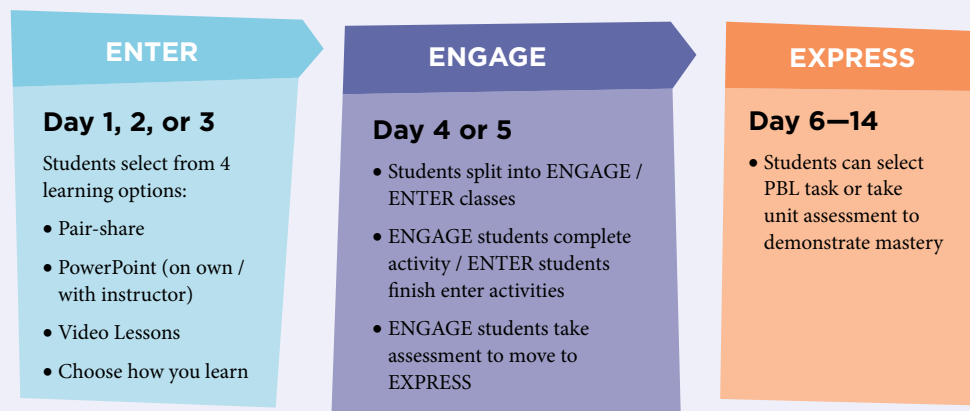 ENTER
Day 1, 2, or 3
Students select from 4
learning options:
• Pair-share
• PowerPoint (on own /
with instructor)
• Video Lessons
• Choose how you learn
ENGAGE
Day 4 or 5
• Students split into ENGAGE /
ENTER classes
• ENGAGE students complete
activity / ENTER students
finish enter activities
• ENGAGE students take
assessment to move to
EXPRESS
EXPRESS
Day 6—14
• Students can select
PBL task or take
unit assessment to
demonstrate mastery